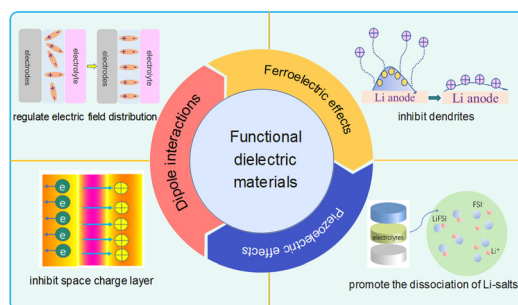 electrodes
electrolyte
electrodes
electrolyte
regulate electric field distribution
Li anode
Li anode
inhibit dendrites
Dipole interactions
Ferroelectric effects
Piezoelectric effects
Functional
dielectric
materials
e
e
e
e
e
inhibit space charge layer
electrolytes
LiFSI
FSI
Li⁺
promote the dissociation of Li-salts